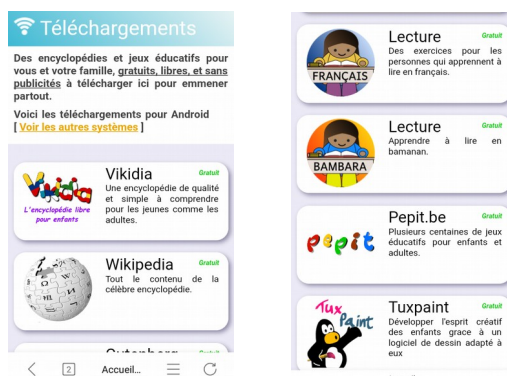 Téléchargements
Des encyclopédies et jeux éducatifs pour
vous et votre famille, gratuits, libres, et sans
publicités à télécharger ici pour emmener
partout.
Voici les téléchargements pour Android
[ Voir les autres systèmes ]
Vikidia
Gratuit
Une encyclopédie de qualité
et simple à comprendre
pour les jeunes comme les
adultes.
Vikidia
L'encyclopédie libre
pour enfants
Wikipedia
Gratuit
Tout le contenu de la
célèbre encyclopédie.
2
Accueil...
Lecture
Gratuit
Des exercices pour les
personnes qui apprennent à
lire en français.
FRANÇAIS
Lecture
Gratuit
Apprendre à lire en
bamanan.
BAMBARA
Pepit.be
Gratuit
Plusieurs centaines de jeux
éducatifs pour enfants et
adultes.
pepit
Tuxpaint
Gratuit
Développer l'esprit créatif
des enfants grace à un
logiciel de dessin adapté à
eux
Tux
Paint